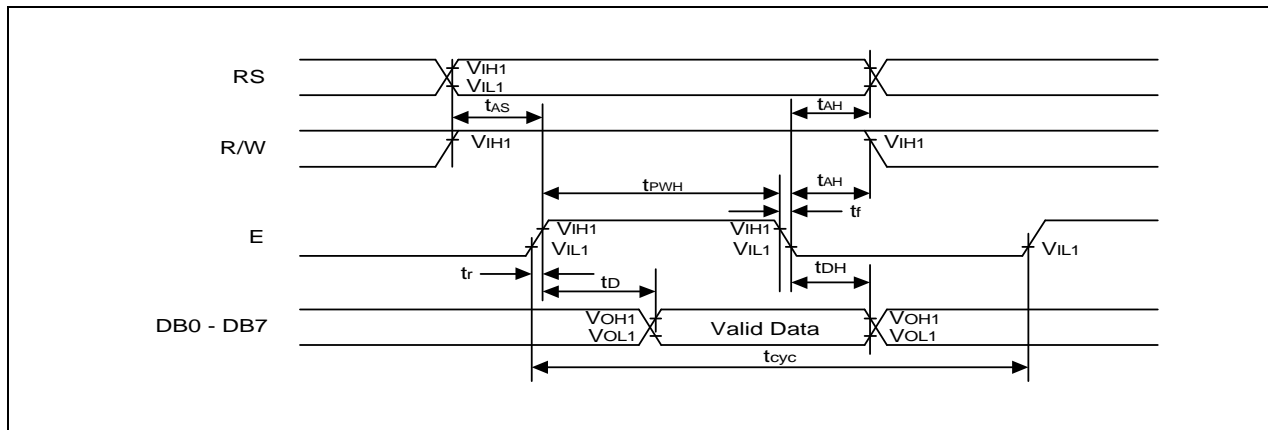 RS
VIH1
VIL1
tAS
tAH
R/W
VIH1
VIH1
tPWH
tAH
tf
E
VIH1
VIL1
VIH1
VIL1
VIL1
tr
tD
tDH
DB0 - DB7
VOH1
VOL1
Valid Data
VOH1
VOL1
tcyc